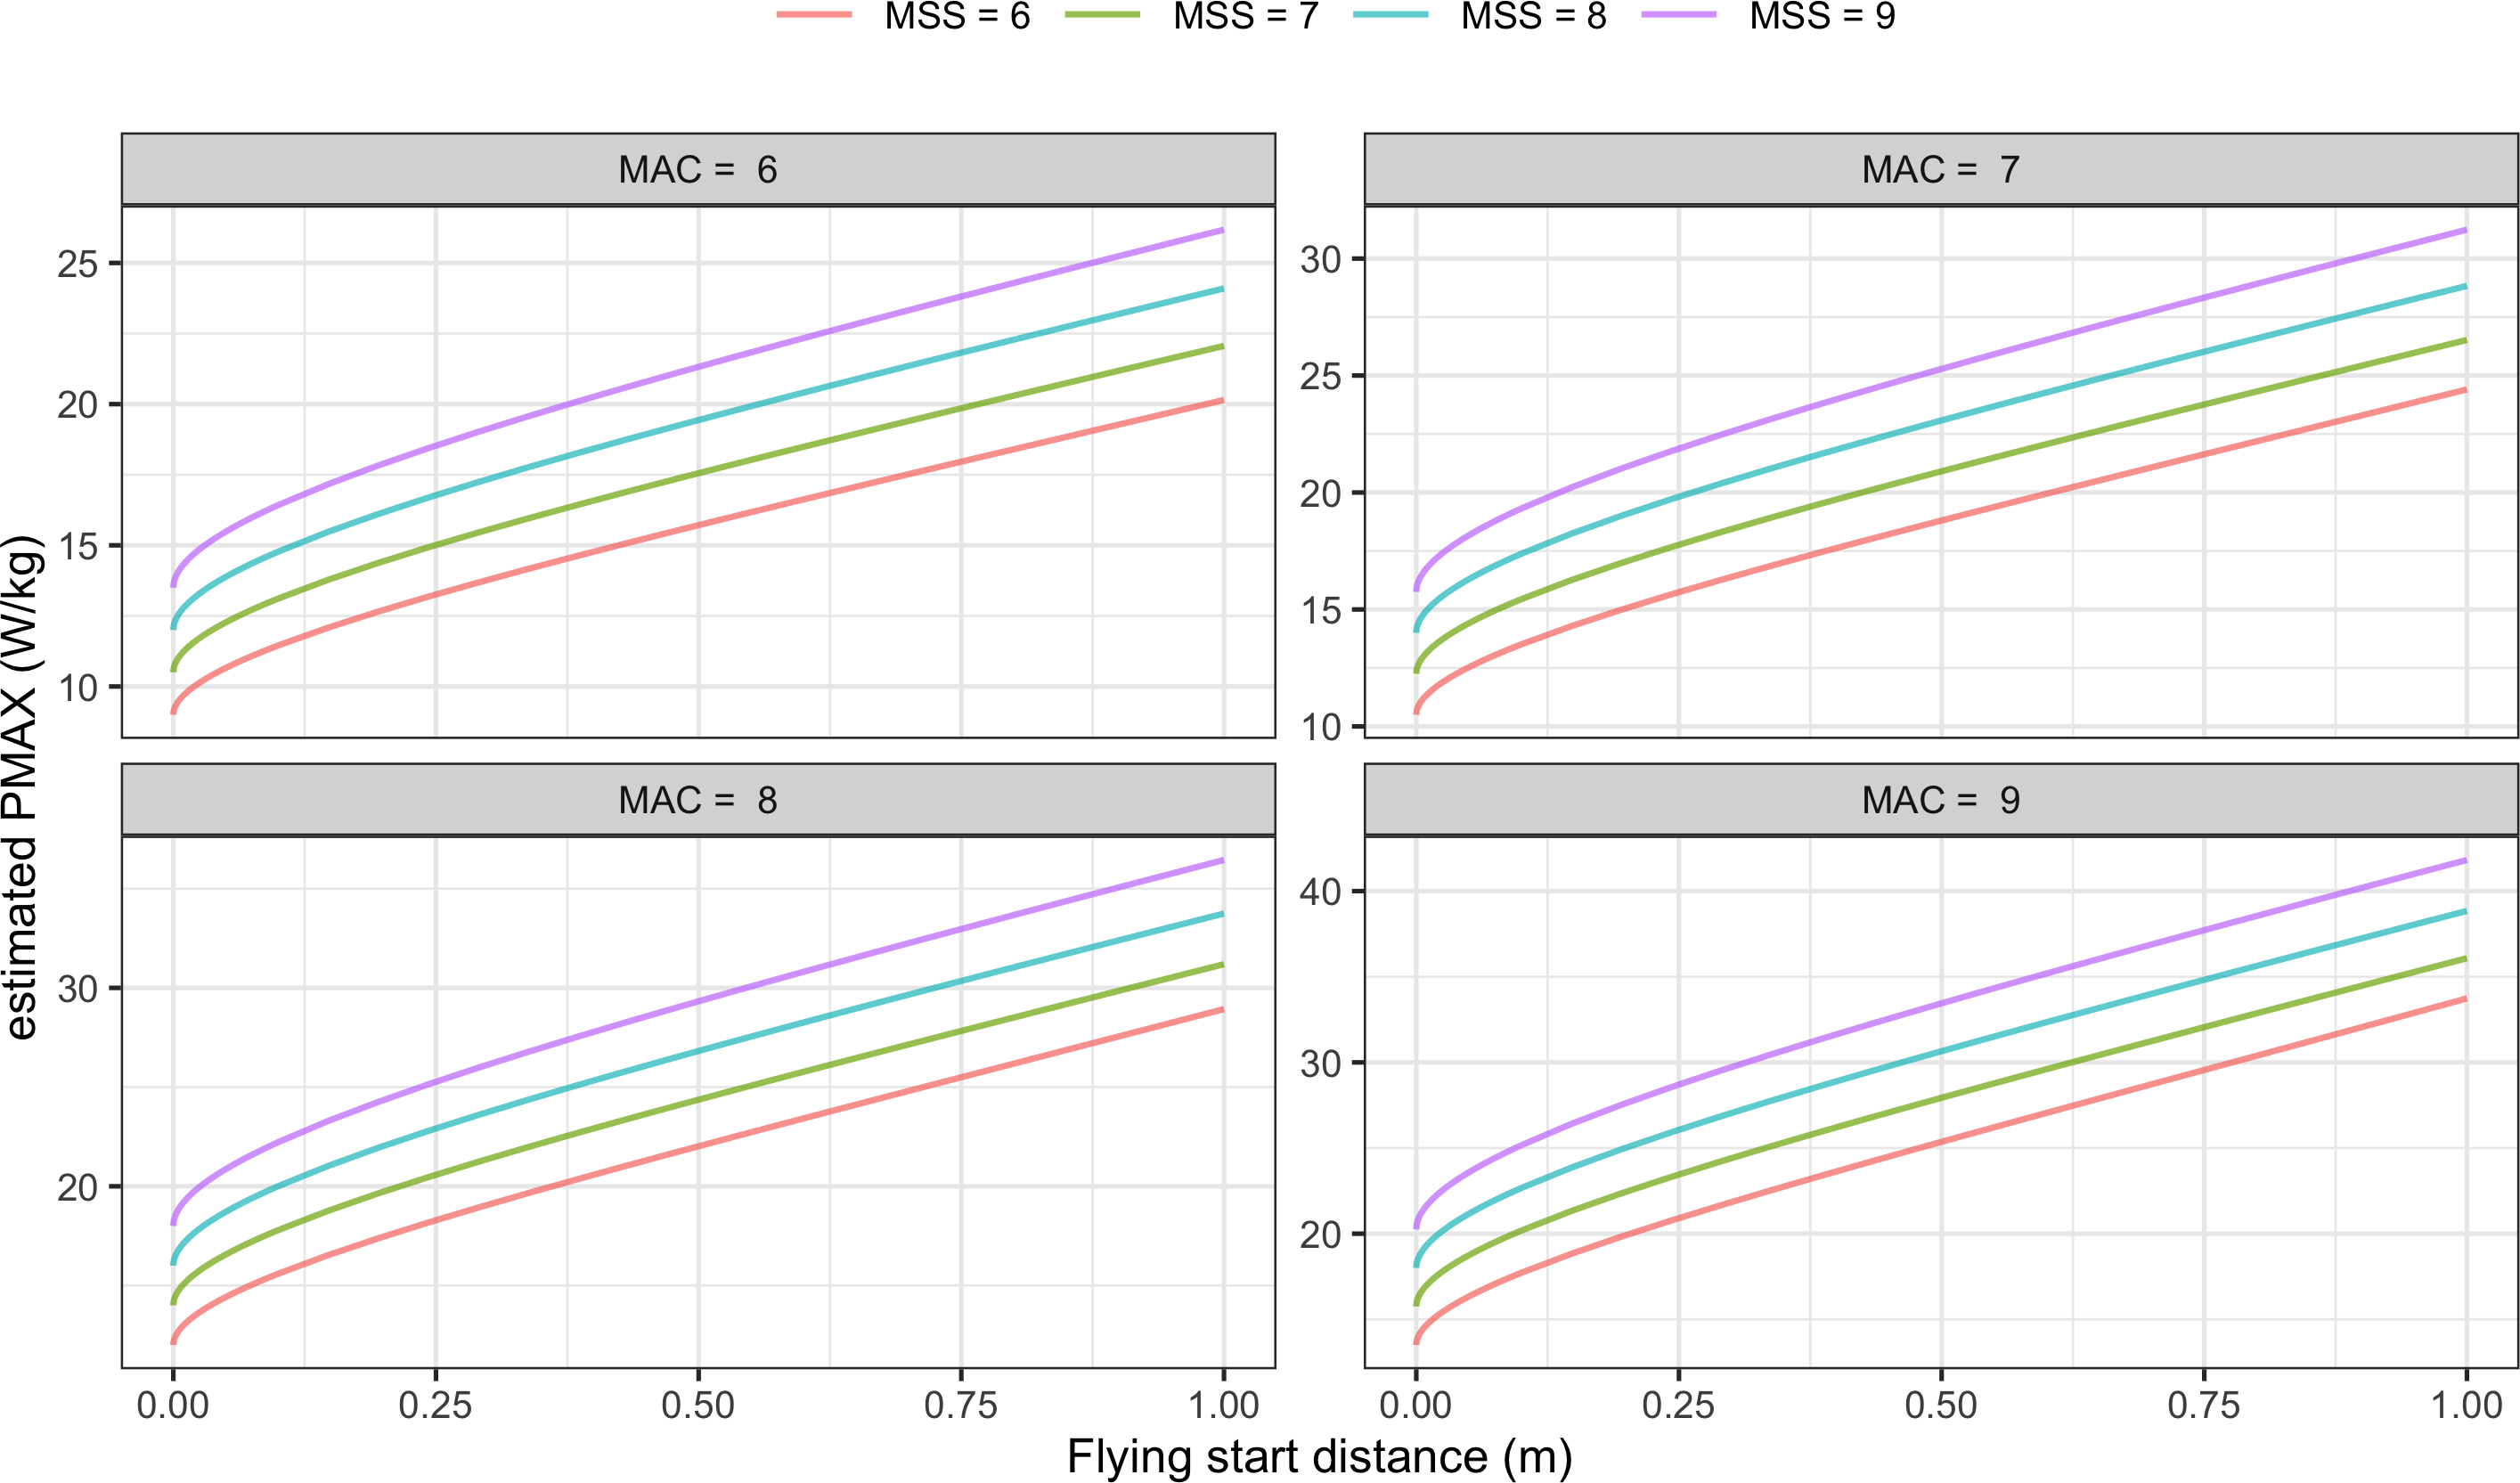 MSS = 6 MSS = 7 MSS = 8 MSS = 9
MAC = 6
MAC = 7
25
20
15
10
30
25
20
15
10
estimated PMAX (W/kg)
MAC = 8
MAC = 9
30
20
40
30
20
0.00 0.25 0.50 0.75 1.00
0.00 0.25 0.50 0.75 1.00
Flying start distance (m)